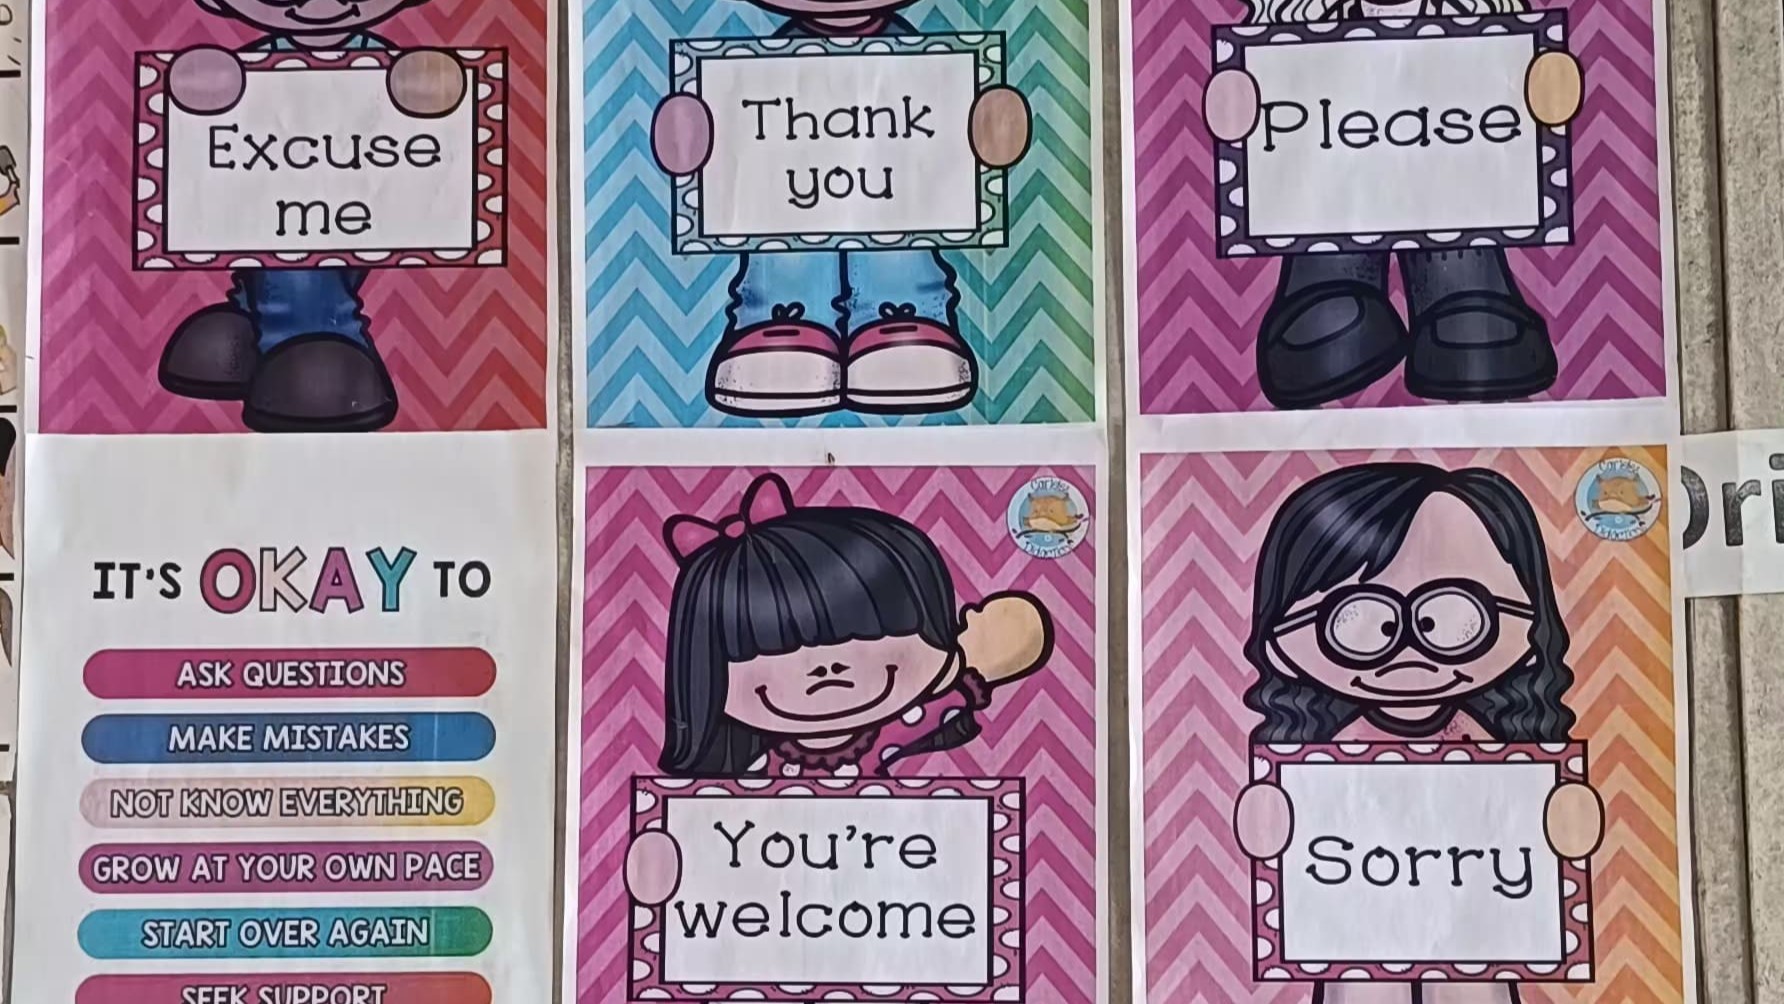 Excuse
me
Thank
you
Please
IT'S OKAY TO
ASK QUESTIONS
MAKE MISTAKES
NOT KNOW EVERYTHING
GROW AT YOUR OWN PACE
START OVER AGAIN
SEEK SUPPORT
You're
welcome
Sorry